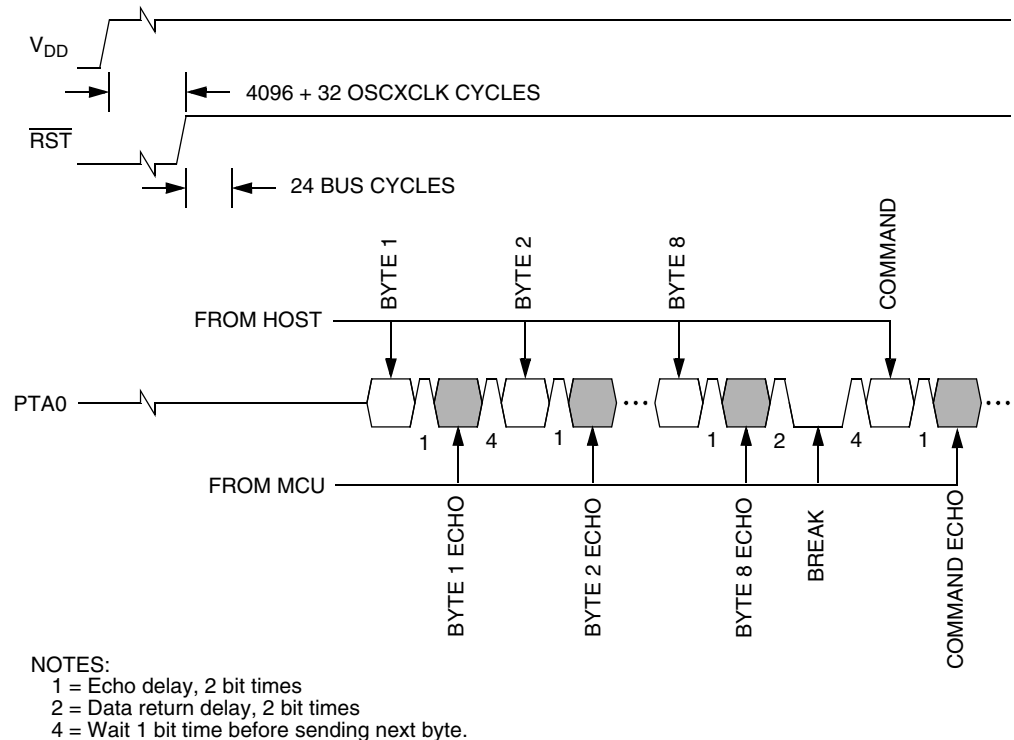 VDD
4096 + 32 OSCXCLK CYCLES
RST
24 BUS CYCLES
BYTE 1
BYTE 2
BYTE 8
COMMAND
FROM HOST
PTA0
1
4
1
1
2
4
1
FROM MCU
BYTE 1 ECHO
BYTE 2 ECHO
BYTE 8 ECHO
BREAK
COMMAND ECHO
NOTES:
1 = Echo delay, 2 bit times
2 = Data return delay, 2 bit times
4 = Wait 1 bit time before sending next byte.